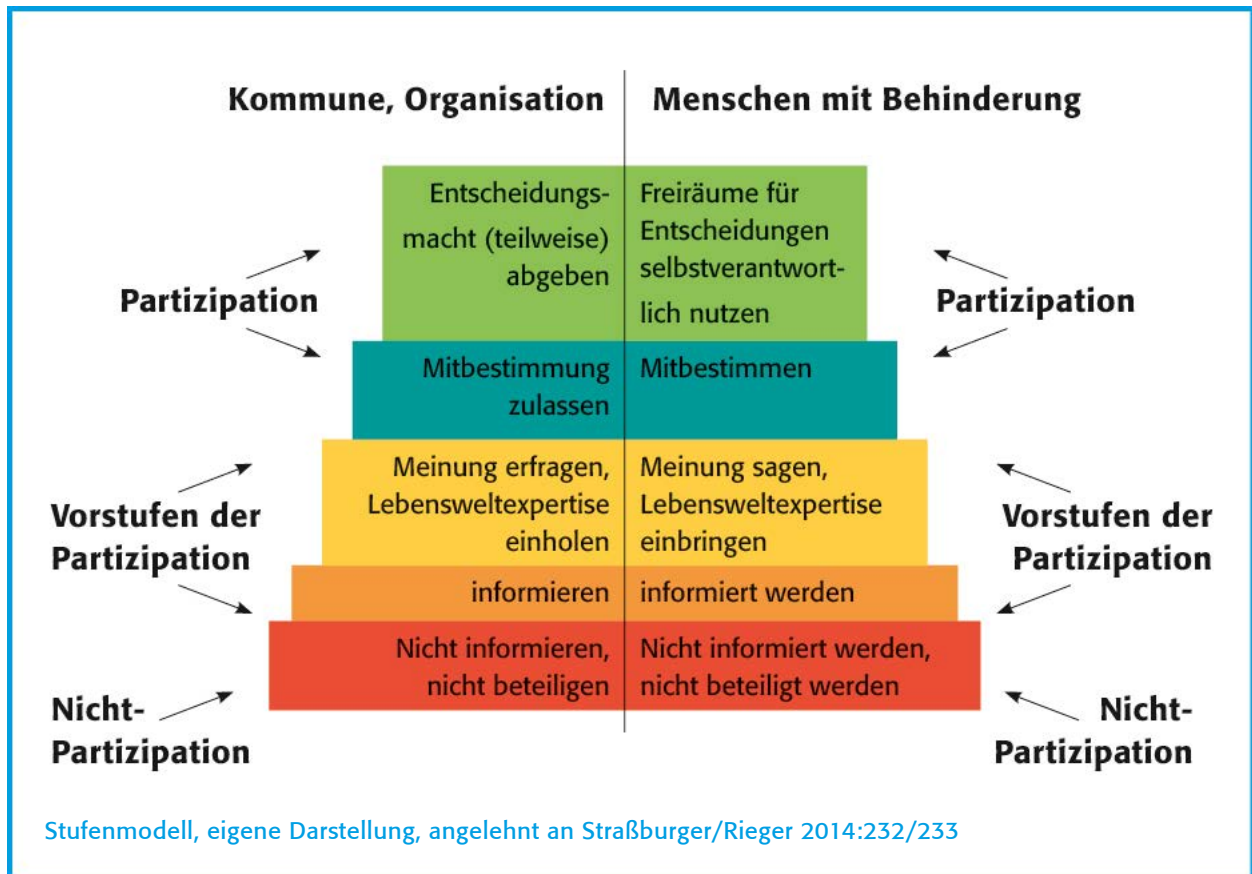 Kommune, Organisation
Menschen mit Behinderung
Entscheidungs-
macht (teilweise)
abgeben
Freiräume für
Entscheidungen
selbstverantwort-
lich nutzen
Partizipation
Partizipation
Mitbestimmung
zulassen
Mitbestimmen
Meinung erfragen,
Lebensweltexpertise
einholen
Meinung sagen,
Lebensweltexpertise
einbringen
Vorstufen der
Partizipation
Vorstufen der
Partizipation
informieren
informiert werden
Nicht informieren,
nicht beteiligen
Nicht informiert werden,
nicht beteiligt werden
Nicht-
Partizipation
Nicht-
Partizipation
Stufenmodell, eigene Darstellung, angelehnt an Straßburger/Rieger 2014:232/233